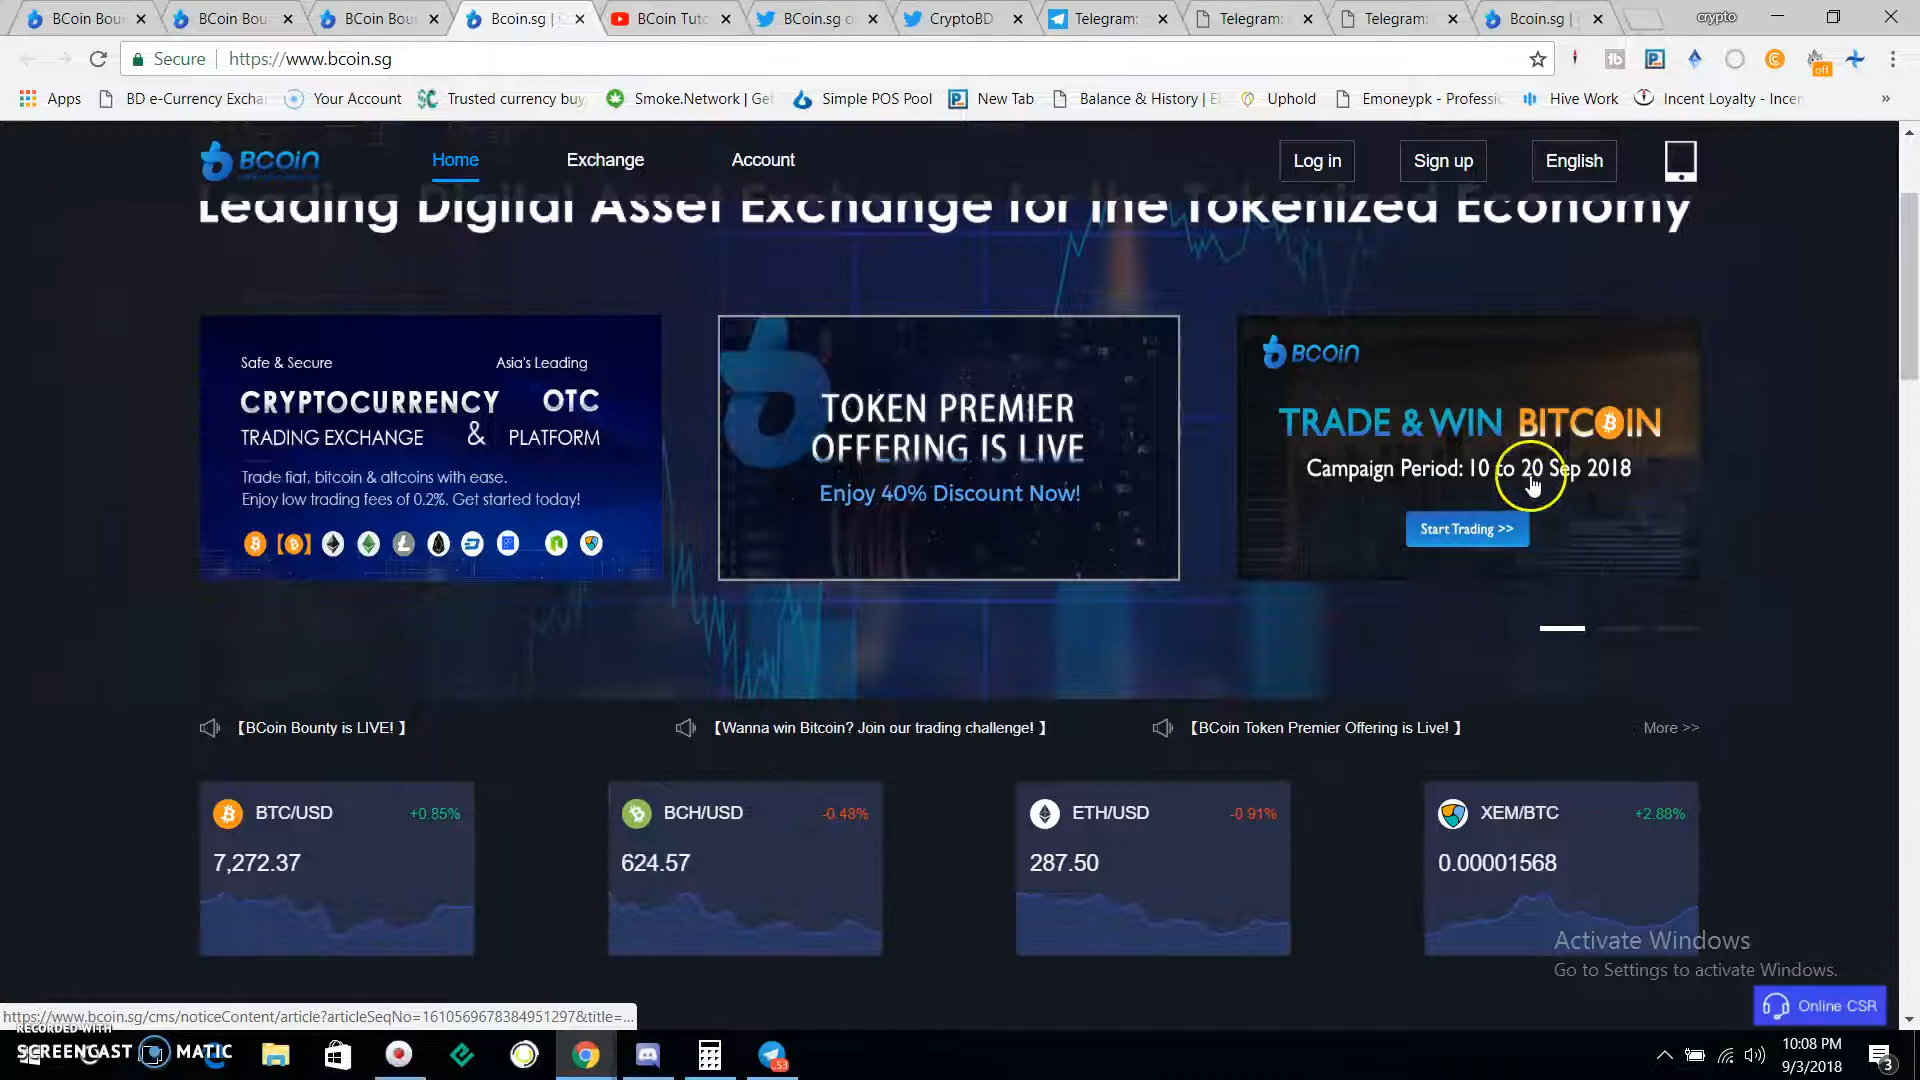 BCoin Bou
BCoin Bou
BCoin Bou
Bcoin.sg |
BCoin Tuto
BCoin.sg o
CryptoBD
Telegram:
Telegram:
Telegram:
Bcoin.sg |
crypto
Secure
https://www.bcoin.sg
off
Apps
BD e-Currency Excha
Your Account
Trusted currency buy
Smoke.Network | Get
Simple POS Pool
New Tab
Balance & History | E
Uphold
Emoneypk - Professio
Hive Work
Incent Loyalty - Incen
»
BCOIN
Home
Exchange
Account
Log in
Sign up
English
Leading Digital Asset Exchange for the Tokenized Economy
Safe & Secure
Asia's Leading
CRYPTOCURRENCY OTC
TRADING EXCHANGE & PLATFORM
Trade fiat, bitcoin & altcoins with ease.
Enjoy low trading fees of 0.2%. Get started today!
TOKEN PREMIER
OFFERING IS LIVE
Enjoy 40% Discount Now!
BCOIN
TRADE & WIN BITCOIN
Campaign Period: 10 to 20 Sep 2018
Start Trading >>
【BCoin Bounty is LIVE! 】
【Wanna win Bitcoin? Join our trading challenge! 】
【BCoin Token Premier Offering is Live! 】
More >>
BTC/USD
+0.85%
7,272.37
BCH/USD
-0.48%
624.57
ETH/USD
-0.91%
287.50
XEM/BTC
+2.88%
0.00001568
Activate Windows
Go to Settings to activate Windows.
Online CSR
https://www.bcoin.sg/cms/noticeContent/article?articleSeqNo=1610569678384951297&title=...
RECORDED WITH
SCREENCAST MATIC
53
10:08 PM
9/3/2018
3